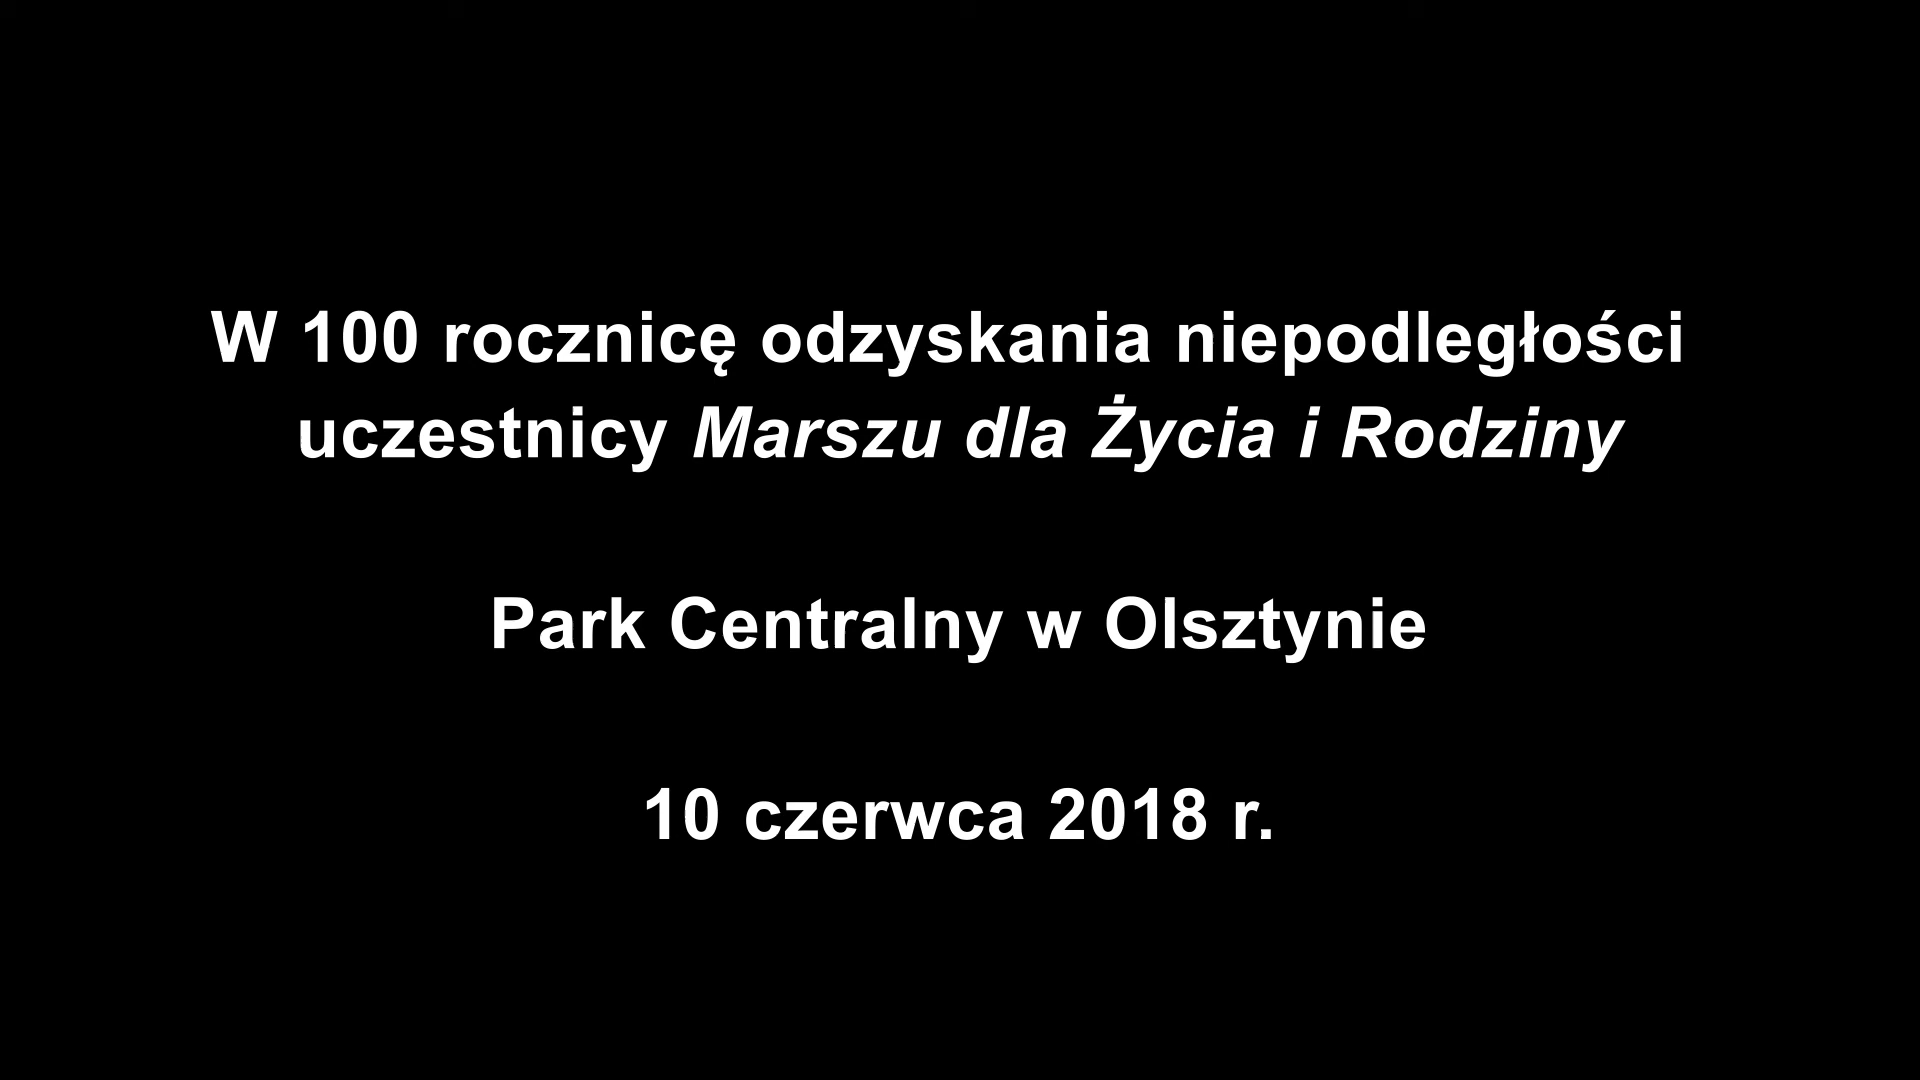 W 100 rocznicę odzyskania niepodległości
uczestnicy Marszu dla Życia i Rodziny
Park Centralny w Olsztynie
10 czerwca 2018 r.